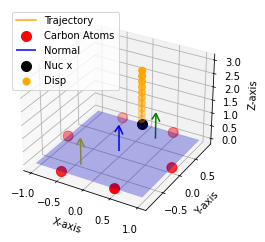 Trajectory
Carbon Atoms
Normal
Nuc x
Disp
3.0
2.5
2.0
1.5
1.0
0.5
0.0
Z-axis
−1.0
−0.5
0.0
0.5
1.0
X-axis
−0.5
0.0
0.5
Y-axis